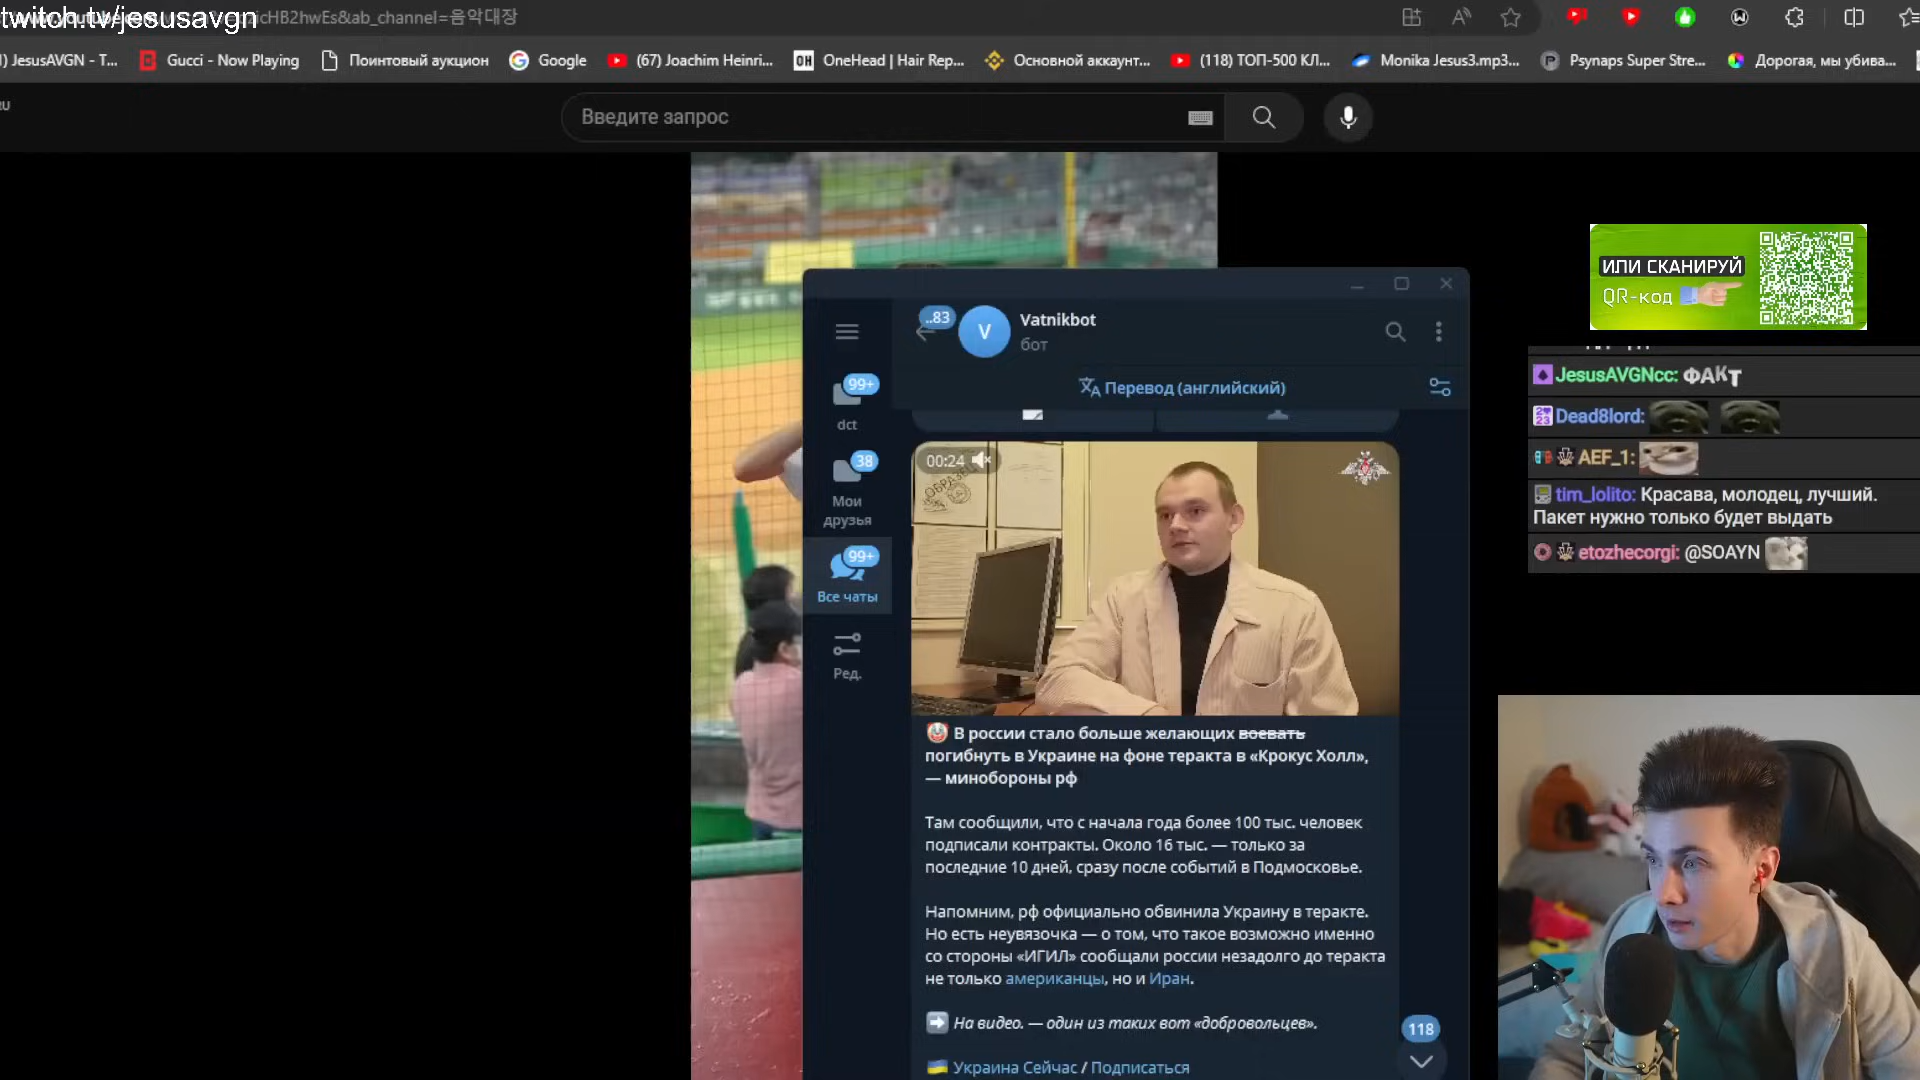 twitch.tv/jesusavgn
&ab_channel=음악대장
) JesusAVGN - T...
Gucci - Now Playing
Поинтовый аукцион
Google
(67) Joachim Heinri...
OneHead | Hair Rep...
Основной аккаунт...
(118) ТОП-500 КЛ...
Monika Jesus3.mp3...
Psynaps Super Stre...
Дорогая, мы убива...
RU
Введите запрос
ИЛИ СКАНИРУЙ
QR-код
..83
V
Vatnikbot
бот
Перевод (английский)
99+
dct
38
Мои
друзья
99+
Все чаты
Ред.
00:24
ОБРАЗЕЦ
JesusAVGNcc: ФАКТ
Dead8lord:
AEF_1:
tim_lolito: Красава, молодец, лучший.
Пакет нужно только будет выдать
etozhecorgi: @SOAYN
В россии стало больше желающих воевать
погибнуть в Украине на фоне теракта в «Крокус Холл»,
— минобороны рф
Там сообщили, что с начала года более 100 тыс. человек
подписали контракты. Около 16 тыс. — только за
последние 10 дней, сразу после событий в Подмосковье.
Напомним, рф официально обвинила Украину в теракте.
Но есть неувязочка — о том, что такое возможно именно
со стороны «ИГИЛ» сообщали россии незадолго до теракта
не только американцы, но и Иран.
На видео. — один из таких вот «добровольцев».
Украина Сейчас / Подписаться
118